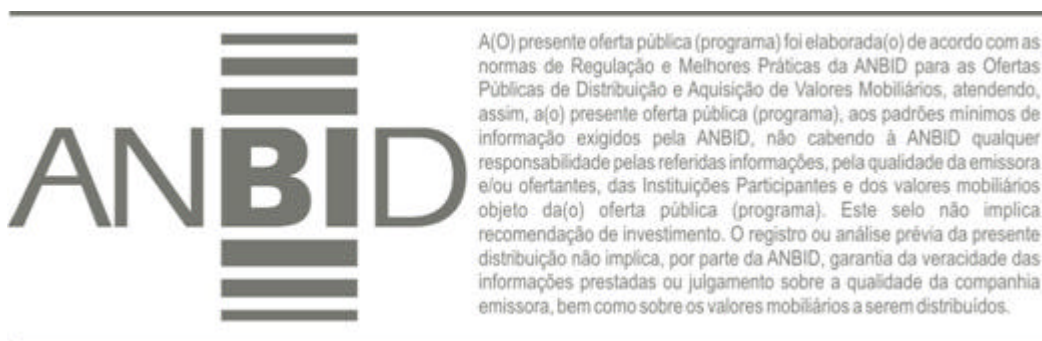 ANBID
A(O) presente oferta pública (programa) foi elaborada(o) de acordo com as
normas de Regulação e Melhores Práticas da ANBID para as Ofertas
Públicas de Distribuição e Aquisição de Valores Mobiliários, atendendo,
assim, a(o) presente oferta pública (programa), aos padrões mínimos de
informação exigidos pela ANBID, não cabendo à ANBID qualquer
responsabilidade pelas referidas informações, pela qualidade da emissora
e/ou ofertantes, das Instituições Participantes e dos valores mobiliários
objeto da(o) oferta pública (programa). Este selo não implica
recomendação de investimento. O registro ou análise prévia da presente
distribuição não implica, por parte da ANBID, garantia da veracidade das
informações prestadas ou julgamento sobre a qualidade da companhia
emissora, bem como sobre os valores mobiliários a serem distribuídos.